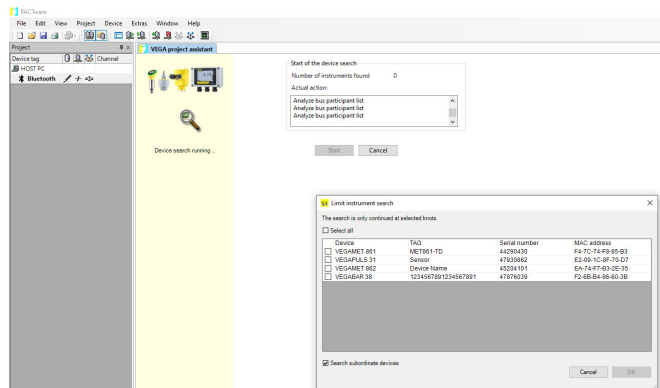 PACTware
File Edit View Project Device Extras Window Help
Project
VEGA project assistant
Device tag Channel
HOST PC
Bluetooth
Start of the device search
Number of instruments found 0
Actual action:
Analyze bus participant list
Analyze bus participant list
Analyze bus participant list
Device search running...
Start Cancel
Limit instrument search
The search is only continued at selected knots.
Select all
Device TAG Serial number MAC address
VEGAMET 861 MET861-TD 44290430 F4-7C-74-F8-85-B3
VEGAPULS 31 Sensor 47930862 E2-09-1C-8F-70-D7
VEGAMET 862 Device Name 45204101 EA-74-F7-B3-2E-35
VEGABAR 38 1234567891234567891 47876039 F2-6B-B4-96-60-3B
Search subordinate devices
Cancel OK